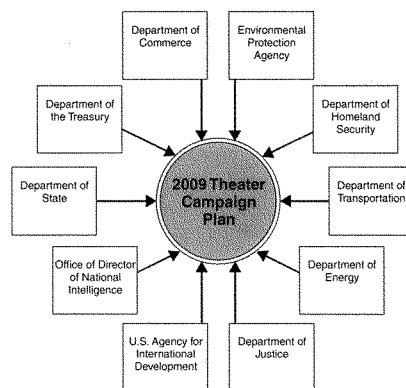 Department of
Commerce
Environmental
Protection
Agency
Department of
the Treasury
Department of
Homeland
Security
2009 Theater
Campaign
Plan
Department of
State
Department of
Transportation
Office of Director
of National
Intelligence
Department of
Energy
U.S. Agency for
International
Development
Department of
Justice